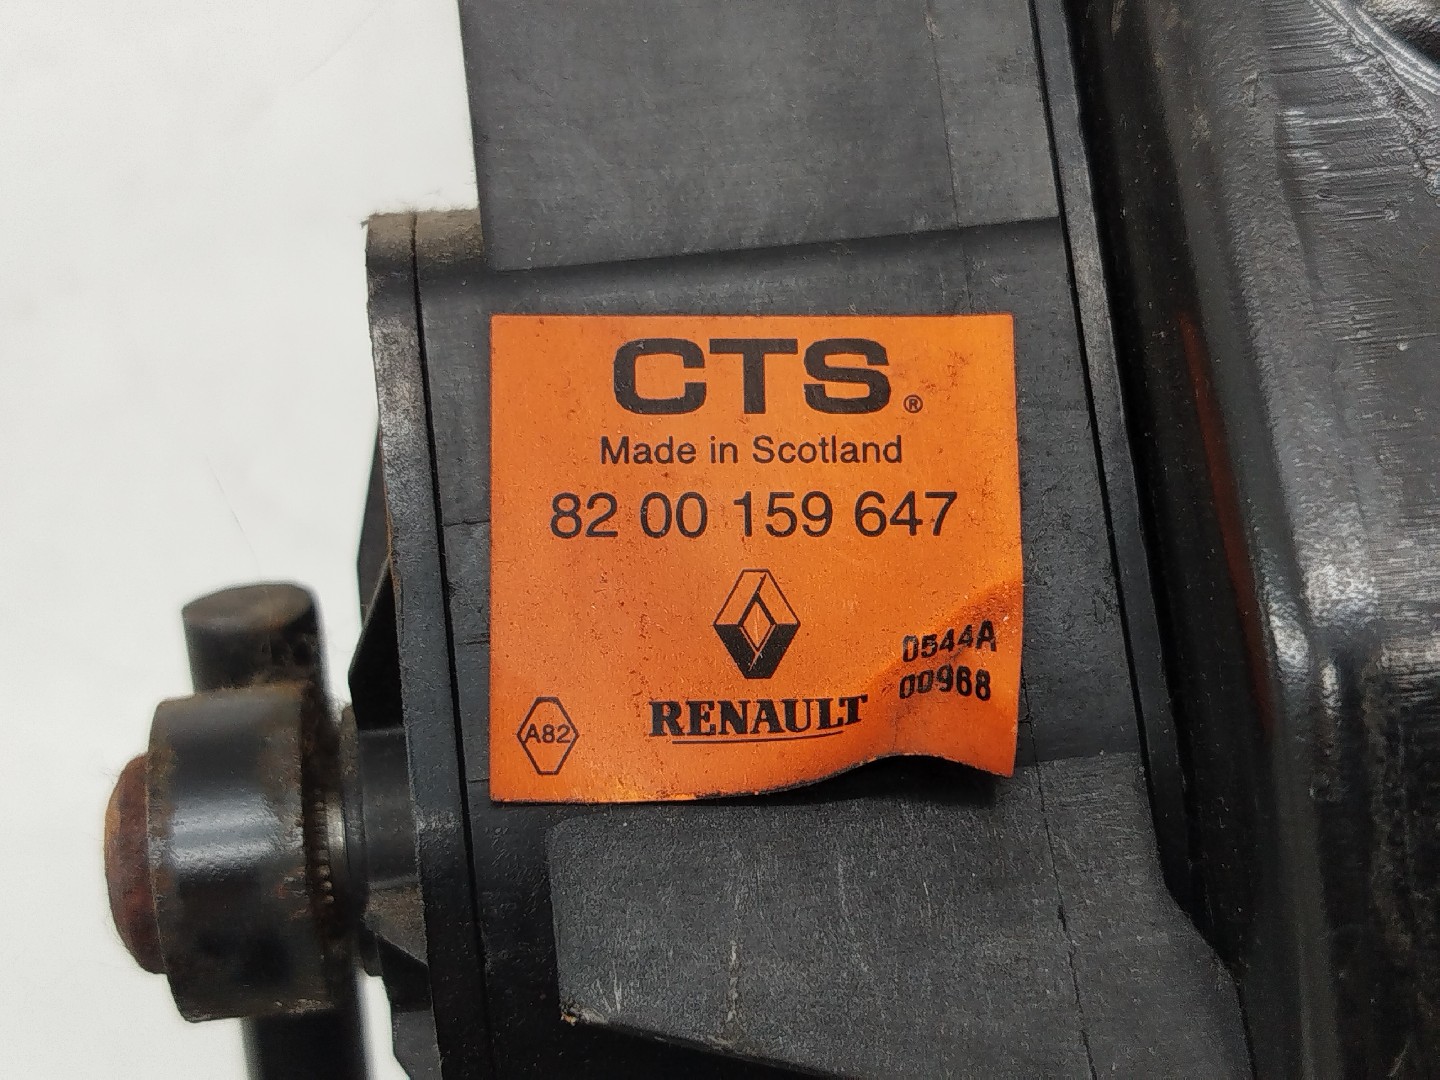 CTS®
Made in Scotland
82 00 159 647
0544A
00968
RENAULT
A82